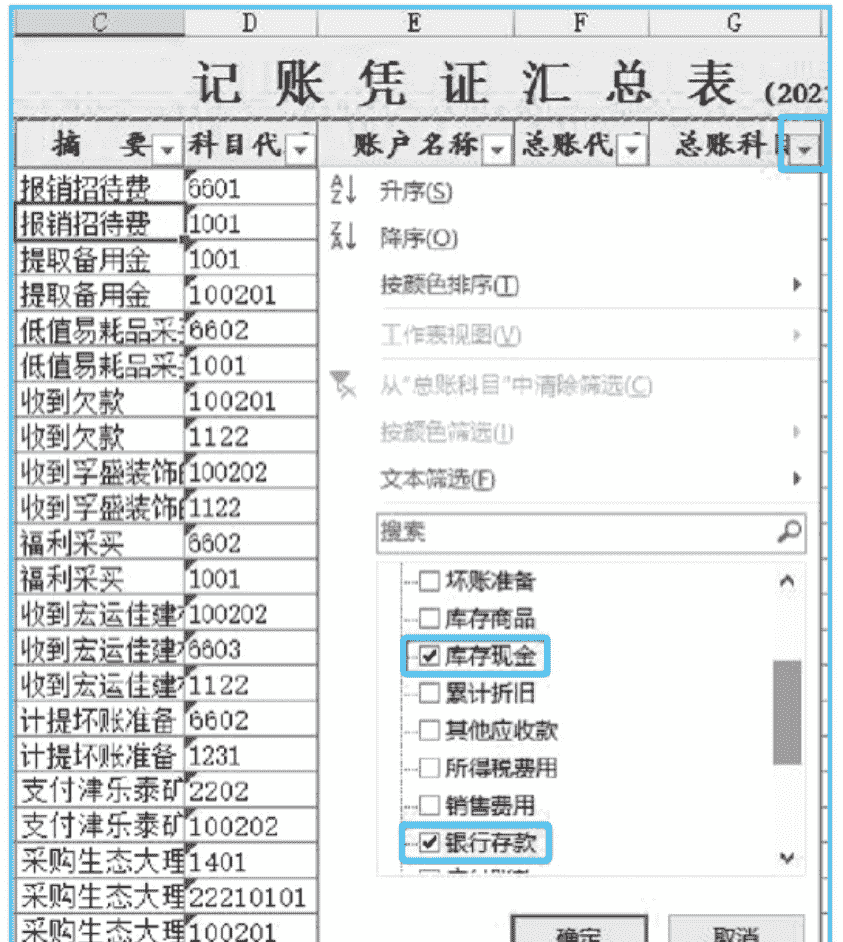 C D E F G
记 账 凭 证 汇 总 表 (202
摘 要 科目代 账户名称 总账代 总账科目
报销招待费 6601
报销招待费 1001
提取备用金 1001
提取备用金 100201
低值易耗品采 6602
低值易耗品采 1001
收到欠款 100201
收到欠款 1122
收到孚盛装饰 100202
收到孚盛装饰 1122
福利采买 6602
福利采买 1001
收到宏运佳建 100202
收到宏运佳建 6603
收到宏运佳建 1122
计提坏账准备 6602
计提坏账准备 1231
支付津乐泰矿 2202
支付津乐泰矿 100202
采购生态大理 1401
采购生态大理 22210101
采购生态大理 100201
升序(S)
降序(O)
按颜色排序(T)
工作表视图(V)
从"总账科目"中清除筛选(C)
按颜色筛选(I)
文本筛选(F)
搜索
坏账准备
库存商品
库存现金
累计折旧
其他应收款
所得税费用
销售费用
银行存款
确定 取消